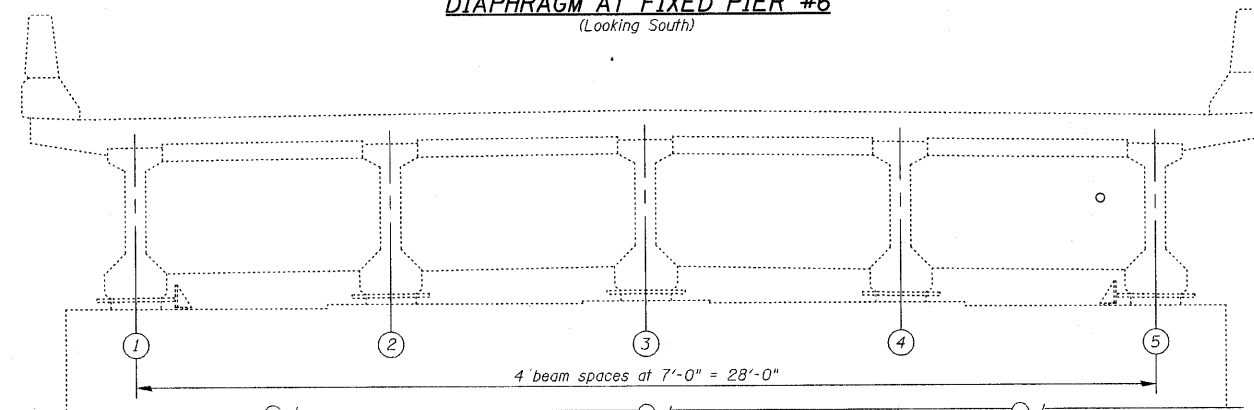 DIAPHRAGM AT FIXED PIER #6
(Looking South)
1 2 3 4 5
4 beam spaces at 7'-0" = 28'-0"